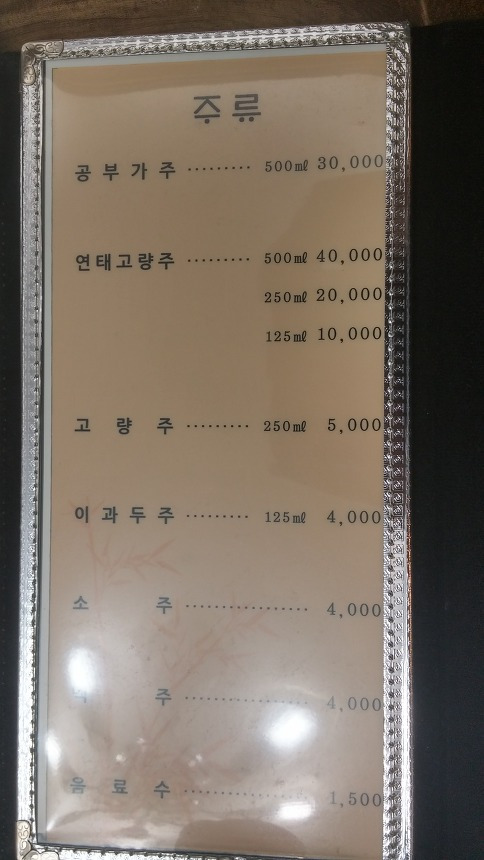 주류
공부가주 ········· 500㎖ 30,000
연태고량주 ········· 500㎖ 40,000
250㎖ 20,000
125㎖ 10,000
고량주 ········· 250㎖ 5,000
이과두주 ········· 125㎖ 4,000
소주 ················· 4,000
주 ················· 4,000
음료수 ················· 1,500